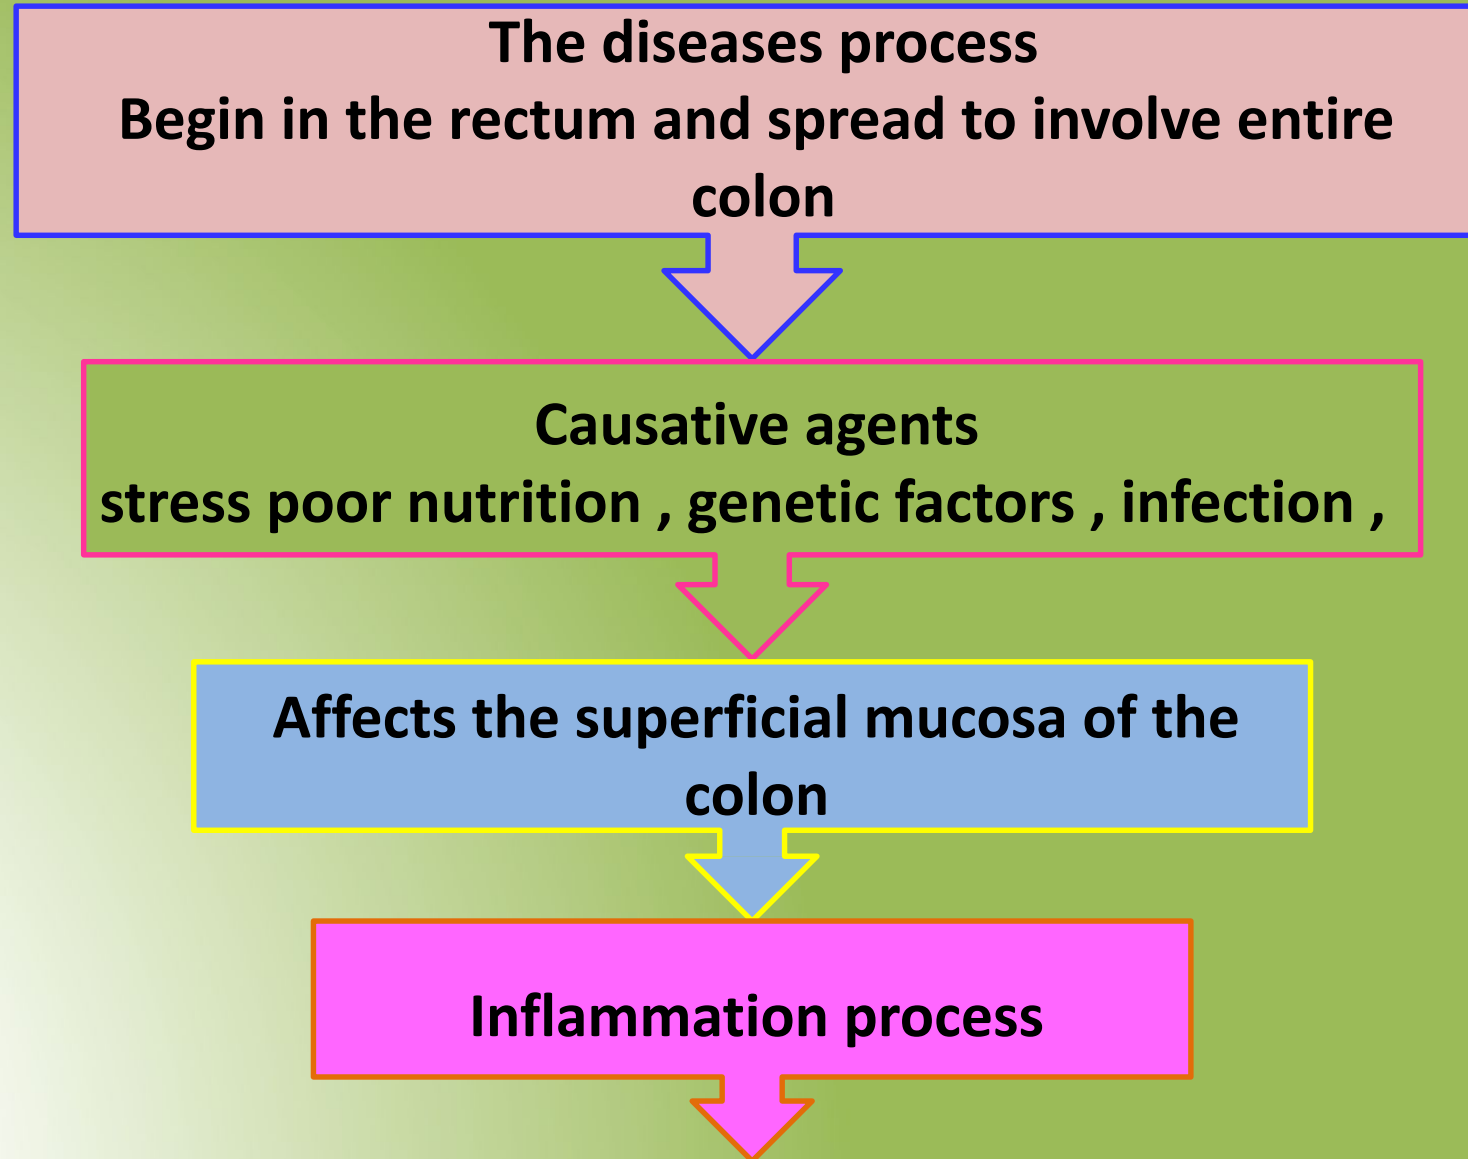 The diseases process
Begin in the rectum and spread to involve entire
colon
Causative agents
stress poor nutrition , genetic factors , infection ,
Affects the superficial mucosa of the
colon
Inflammation process